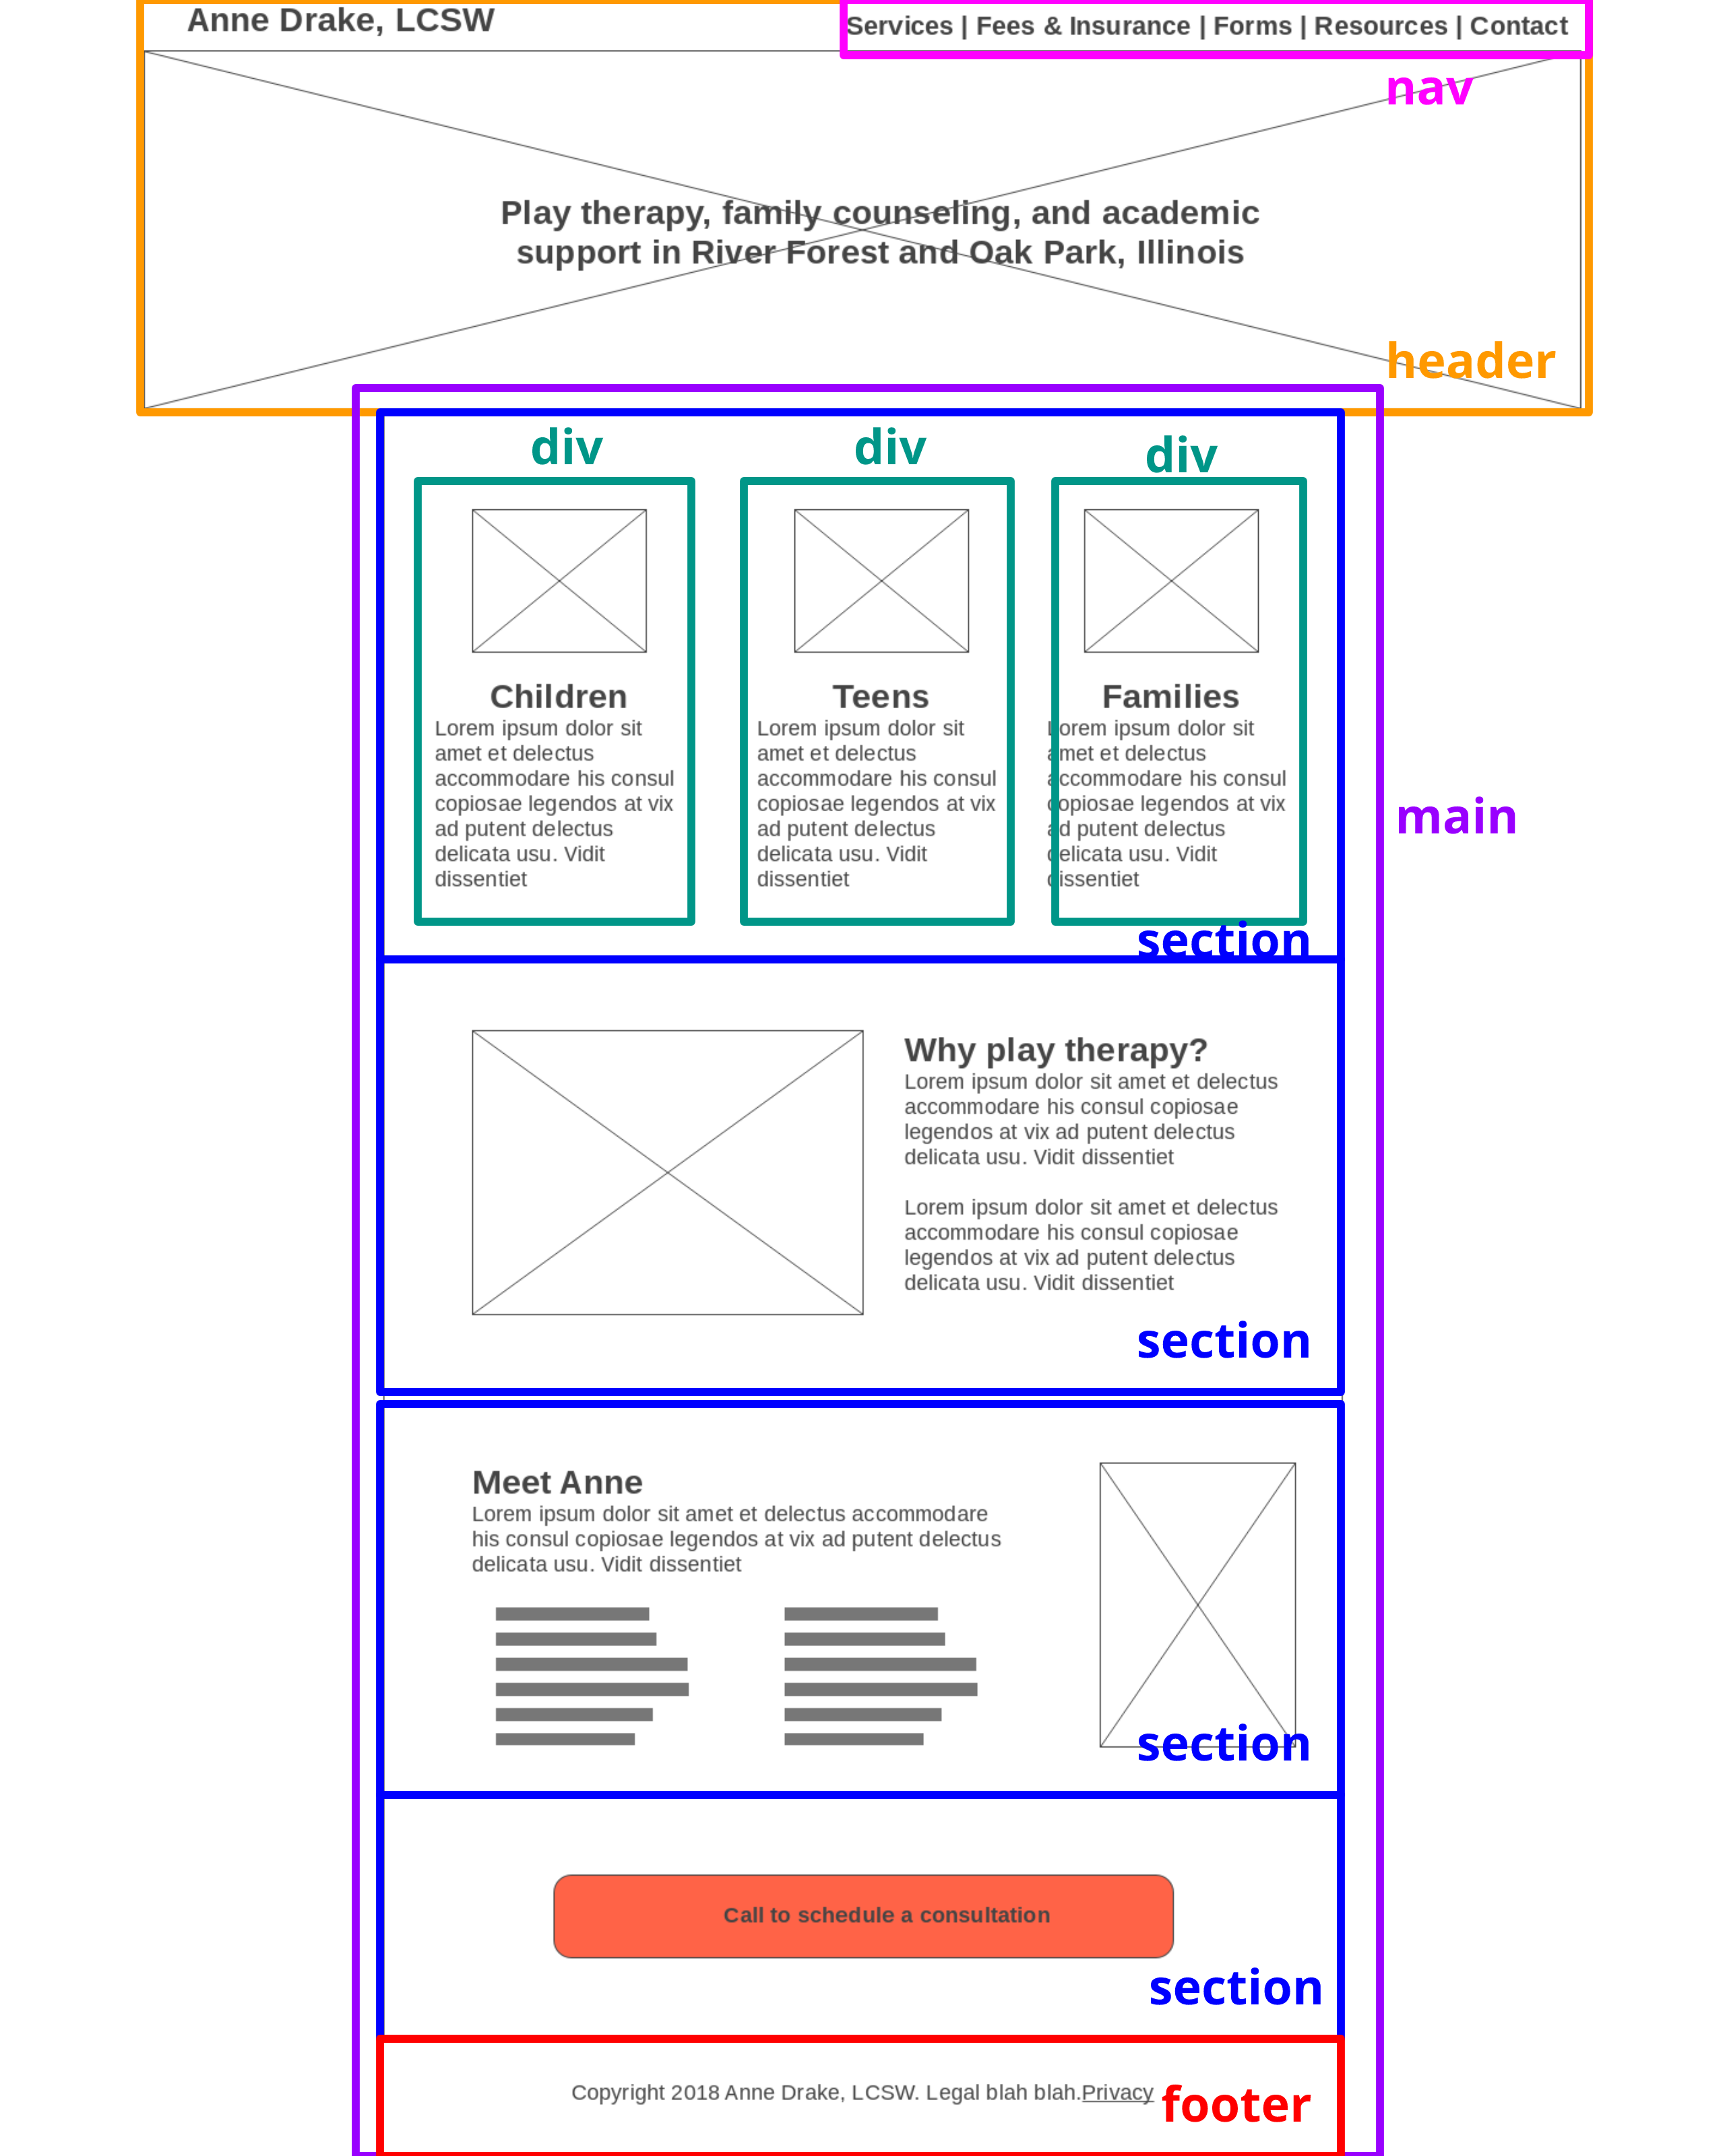 Anne Drake, LCSW
Services | Fees & Insurance | Forms | Resources | Contact
nav
Play therapy, family counseling, and academic
support in River Forest and Oak Park, Illinois
header
div
div
div
Children
Lorem ipsum dolor sit
amet et delectus
accommodare his consul
copiosae legendos at vix
ad putent delectus
delicata usu. Vidit
dissentiet
Teens
Lorem ipsum dolor sit
amet et delectus
accommodare his consul
copiosae legendos at vix
ad putent delectus
delicata usu. Vidit
dissentiet
Families
Lorem ipsum dolor sit
amet et delectus
accommodare his consul
copiosae legendos at vix
ad putent delectus
delicata usu. Vidit
dissentiet
main
section
Why play therapy?
Lorem ipsum dolor sit amet et delectus
accommodare his consul copiosae
legendos at vix ad putent delectus
delicata usu. Vidit dissentiet
Lorem ipsum dolor sit amet et delectus
accommodare his consul copiosae
legendos at vix ad putent delectus
delicata usu. Vidit dissentiet
section
Meet Anne
Lorem ipsum dolor sit amet et delectus accommodare
his consul copiosae legendos at vix ad putent delectus
delicata usu. Vidit dissentiet
section
Call to schedule a consultation
section
Copyright 2018 Anne Drake, LCSW. Legal blah blah.Privacy
footer